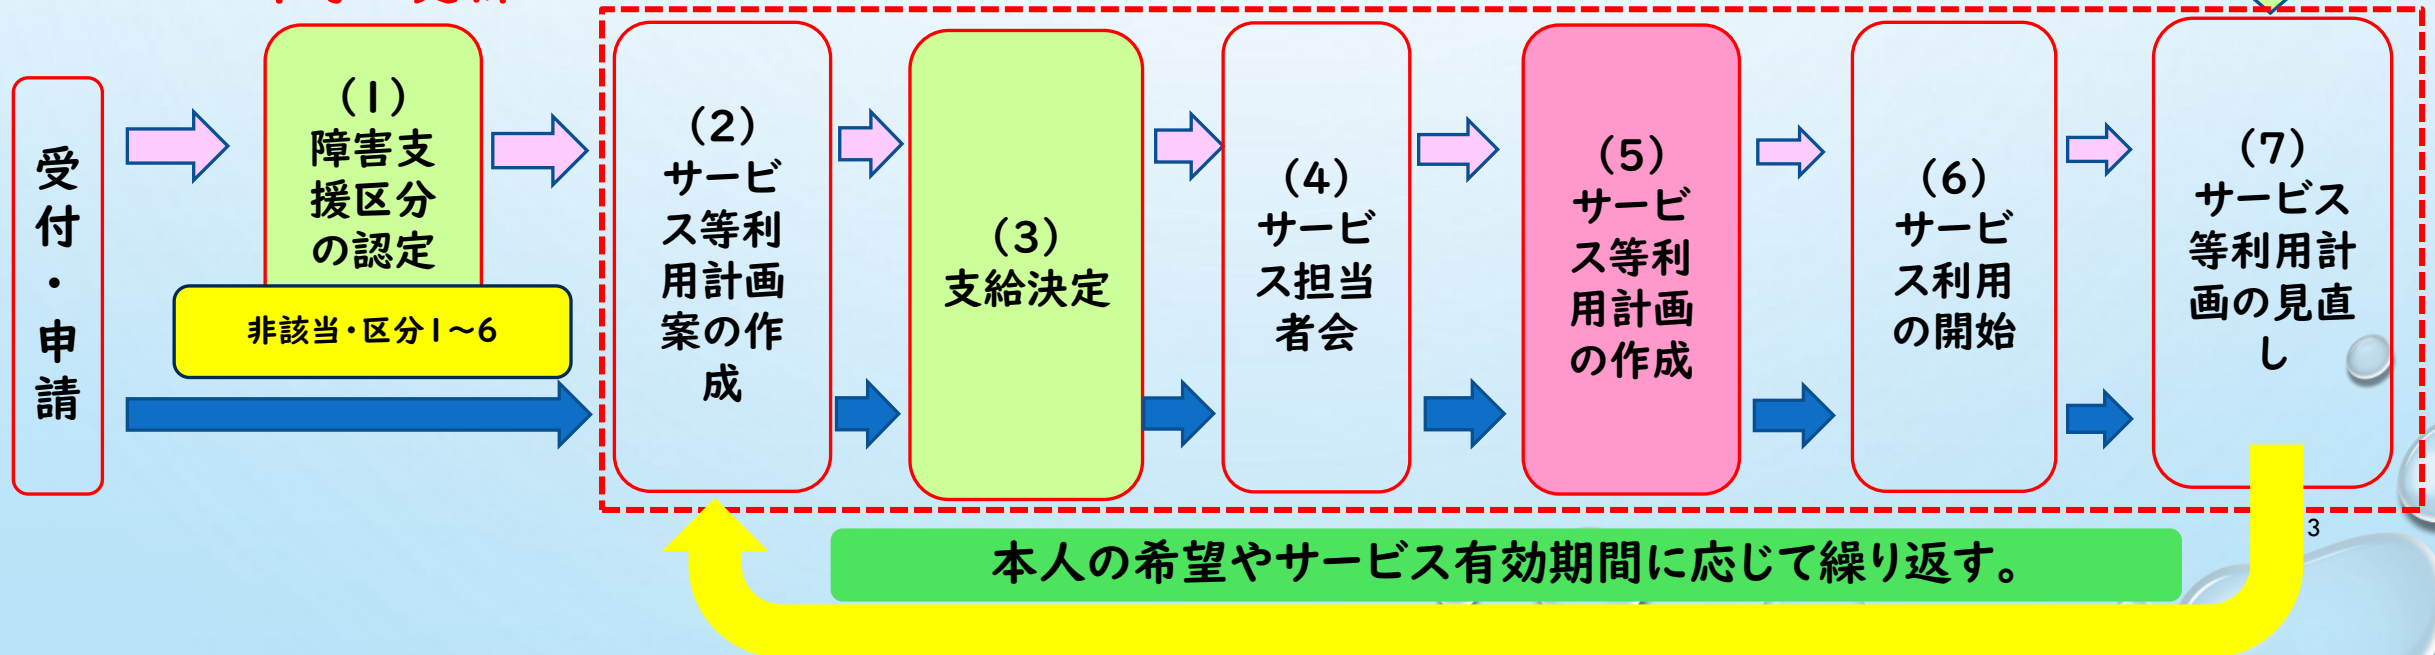 受付・申請
(1)
障害支
援区分
の認定
非該当・区分1～6
(2)
サービ
ス等利
用計画
案の作
成
(3)
支給決定
(4)
サービ
ス担当
者会
(5)
サービ
ス等利
用計画
の作成
(6)
サービ
ス利用
の開始
(7)
サービス
等利用計
画の見直
し
本人の希望やサービス有効期間に応じて繰り返す。
3